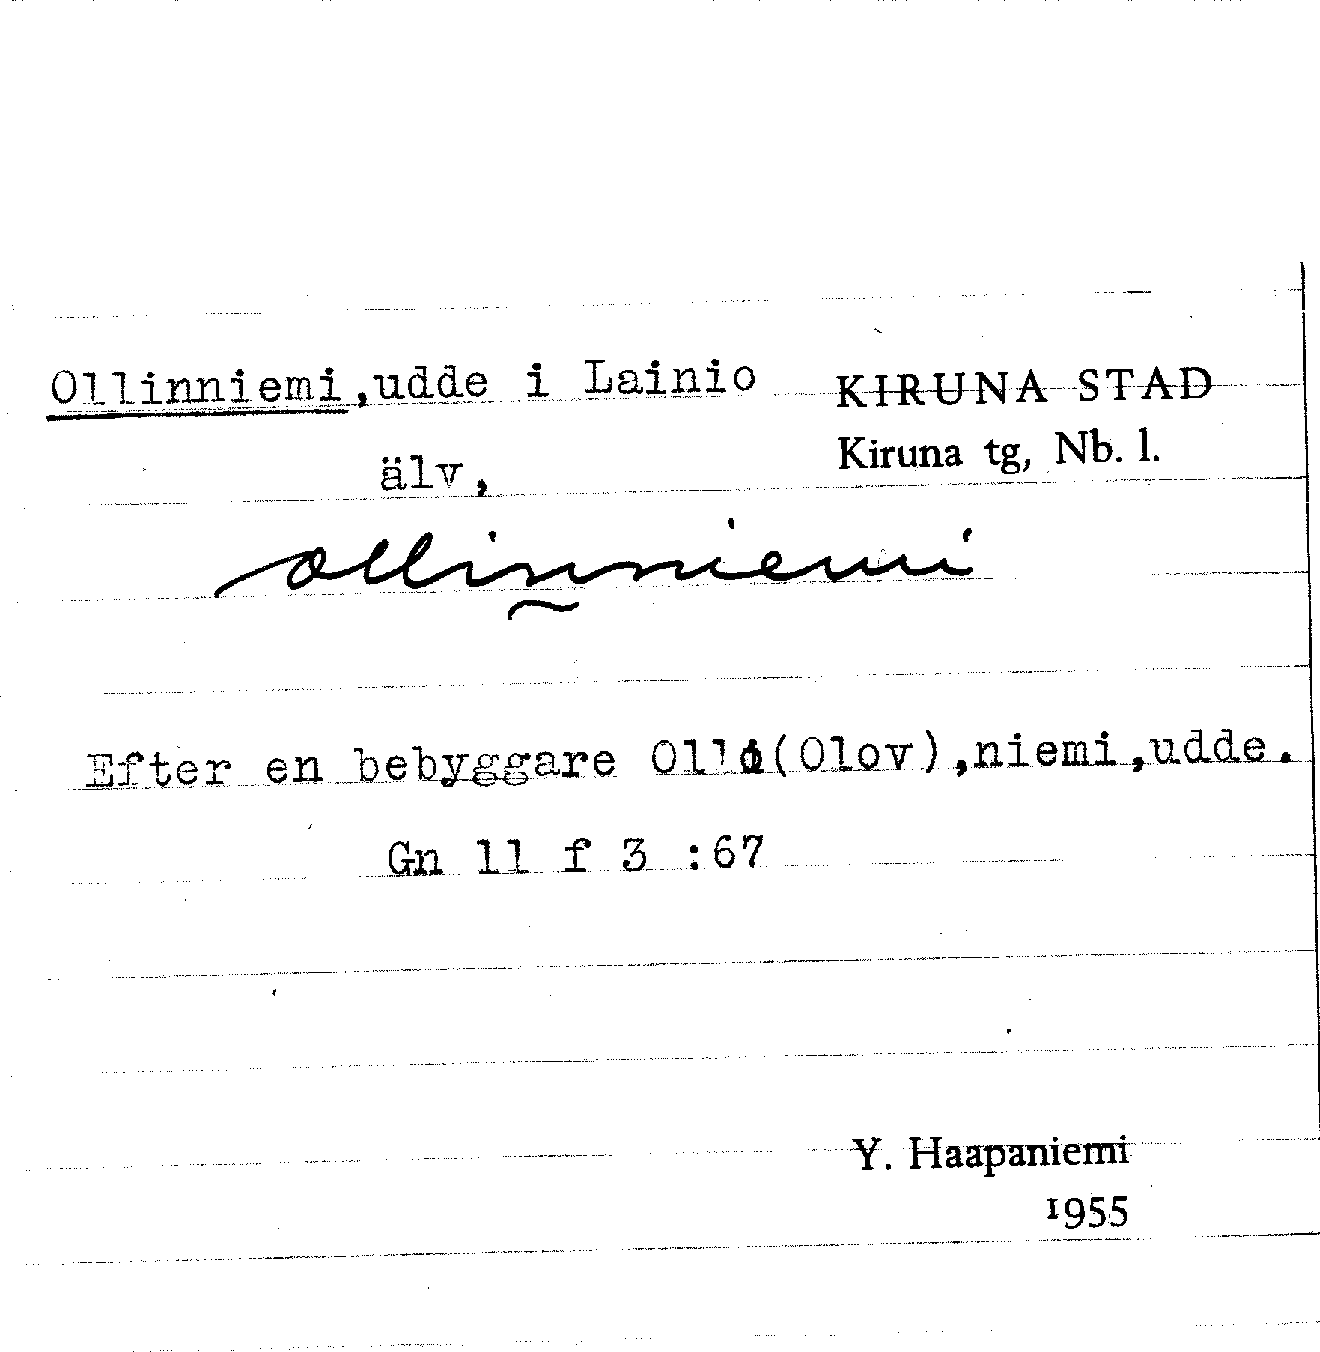 Ollinniemi,udde i Lainio KIRUNA STAD
älv, Kiruna tg, Nb. l.
ollinniemi
Efter en bebyggare Olli(Olov),niemi,udde.
Gn 11 f 3 :67
Y. Haapaniemi
1955